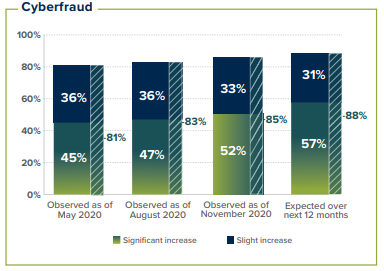 Cyberfraud
100%
80%
60%
40%
20%
0%
36%
45%
81%
36%
47%
83%
33%
52%
85%
31%
57%
88%
Observed as of
May 2020
Observed as of
August 2020
Observed as of
November 2020
Expected over
next 12 months
Significant increase
Slight increase